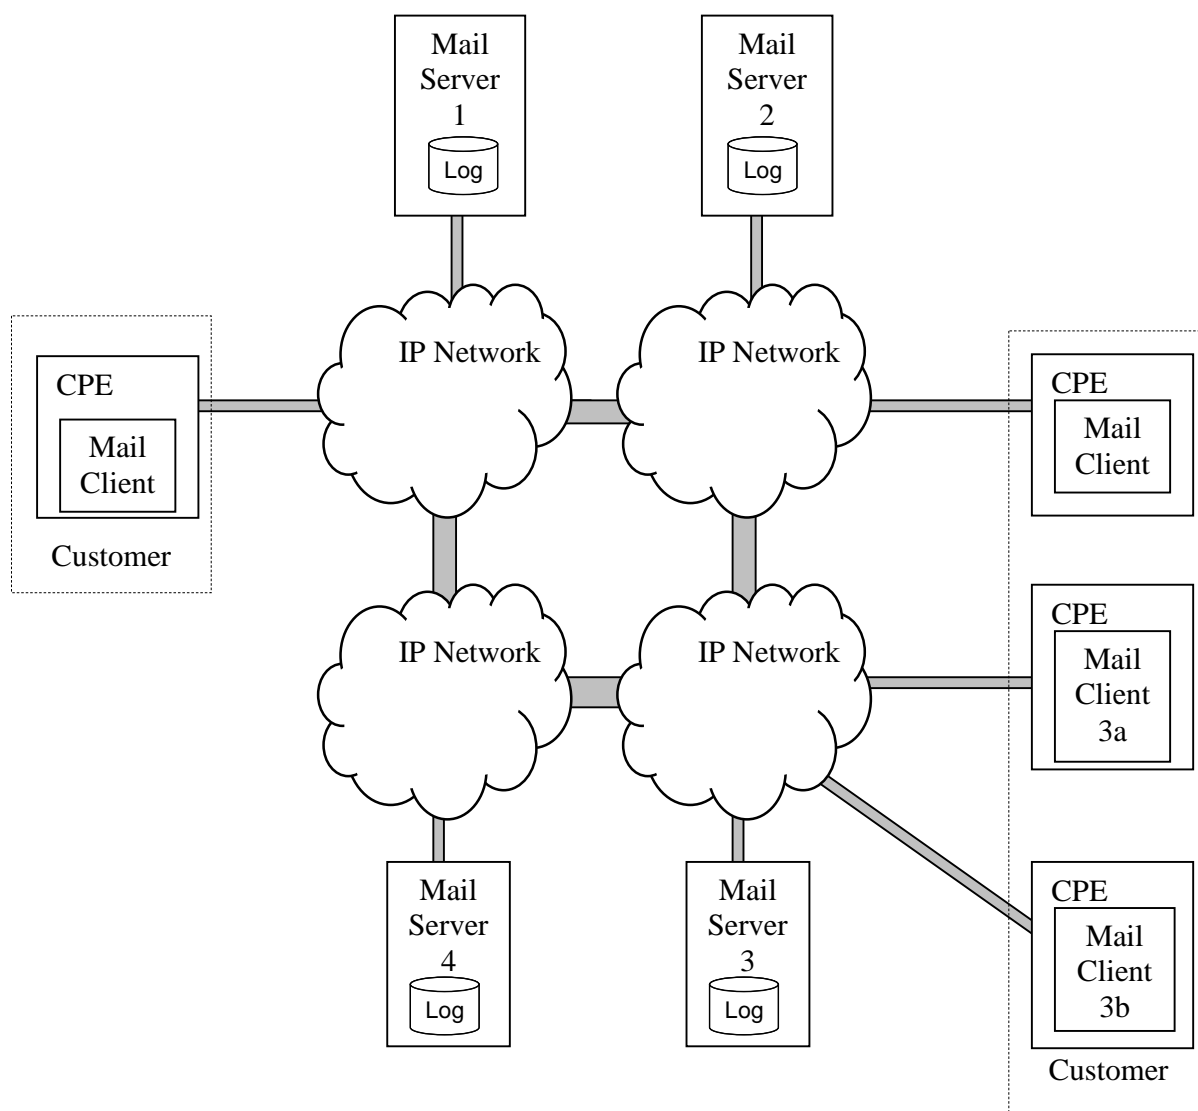 Mail
Server
1
Log
Mail
Server
2
Log
IP Network
IP Network
CPE
Mail
Client
Customer
CPE
Mail
Client
IP Network
IP Network
CPE
Mail
Client
3a
Mail
Server
4
Log
Mail
Server
3
Log
CPE
Mail
Client
3b
Customer